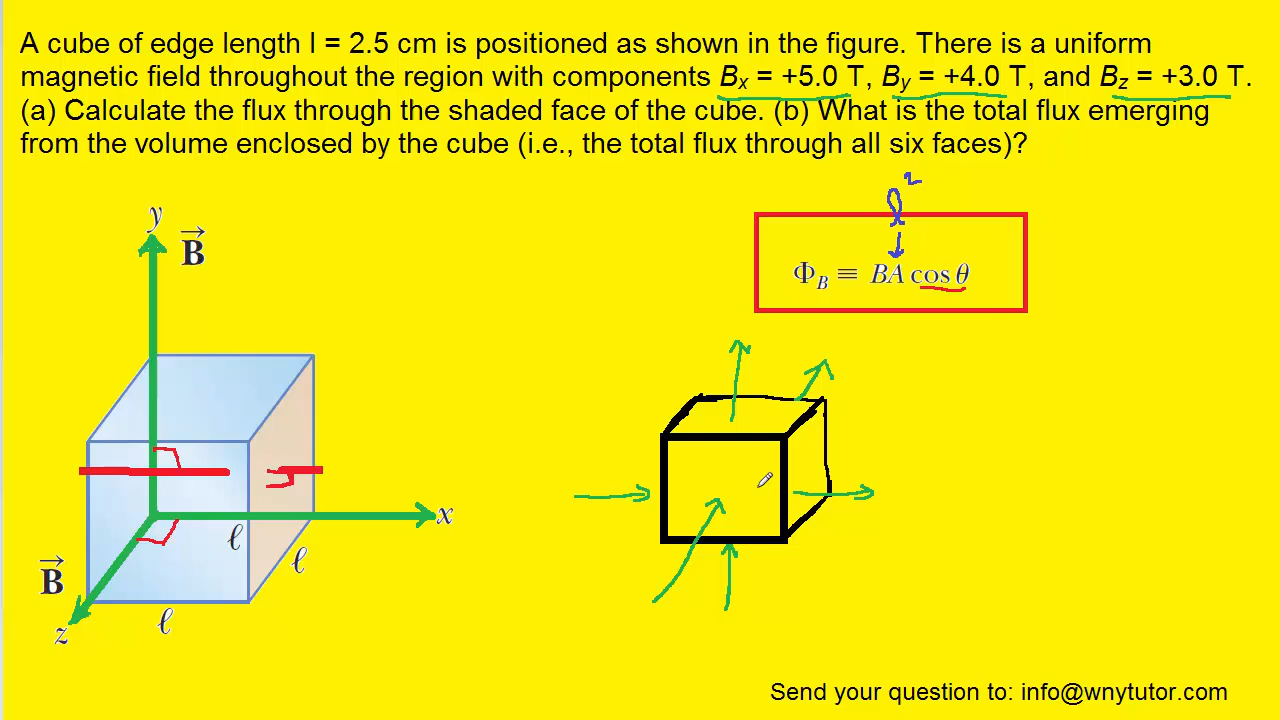 A cube of edge length l = 2.5 cm is positioned as shown in the figure. There is a uniform
magnetic field throughout the region with components Bx = +5.0 T, By = +4.0 T, and Bz = +3.0 T.
(a) Calculate the flux through the shaded face of the cube. (b) What is the total flux emerging
from the volume enclosed by the cube (i.e., the total flux through all six faces)?
ℓ²
Φ_B ≡ BA cos θ
y
B⃗
x
ℓ
ℓ
B⃗
ℓ
z
Send your question to: info@wnytutor.com